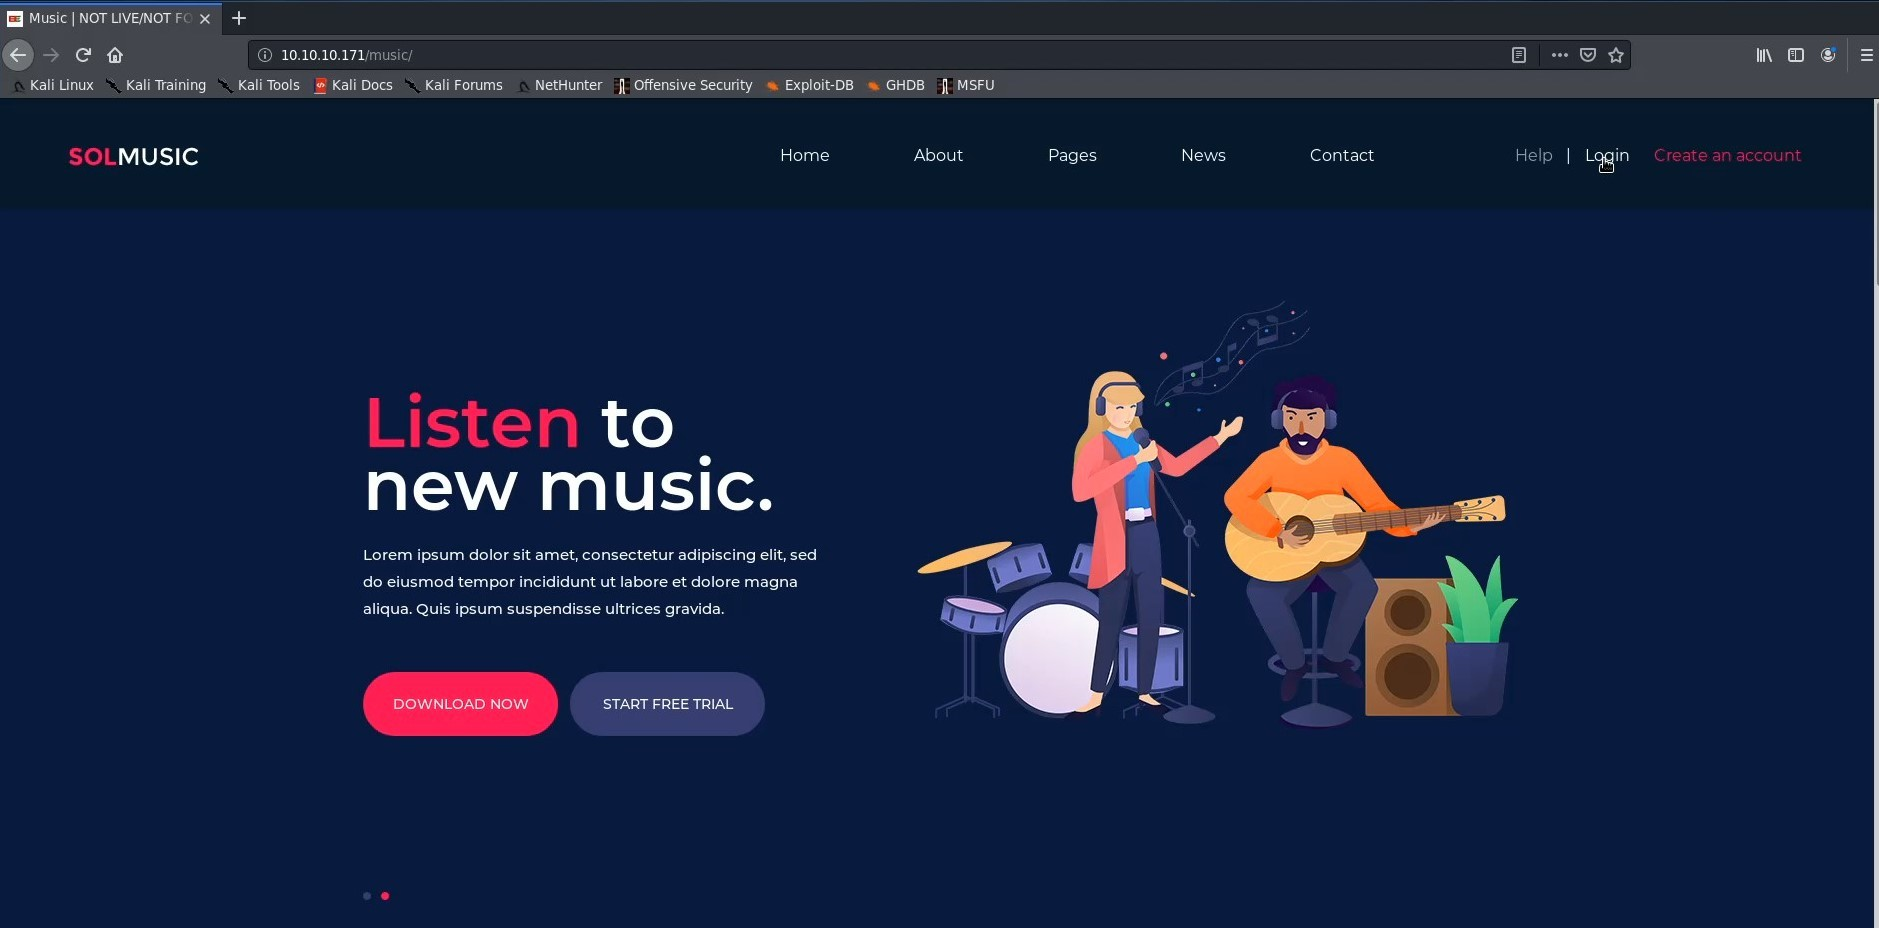 Music | NOT LIVE/NOT FO
10.10.10.171/music/
Kali Linux Kali Training Kali Tools Kali Docs Kali Forums NetHunter Offensive Security Exploit-DB GHDB MSFU
SOLMUSIC Home About Pages News Contact Help | Login Create an account
Listen to
new music.
Lorem ipsum dolor sit amet, consectetur adipiscing elit, sed
do eiusmod tempor incididunt ut labore et dolore magna
aliqua. Quis ipsum suspendisse ultrices gravida.
DOWNLOAD NOW START FREE TRIAL